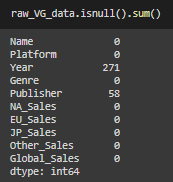 raw_VG_data.isnull().sum()
Name 0
Platform 0
Year 271
Genre 0
Publisher 58
NA_Sales 0
EU_Sales 0
JP_Sales 0
Other_Sales 0
Global_Sales 0
dtype: int64